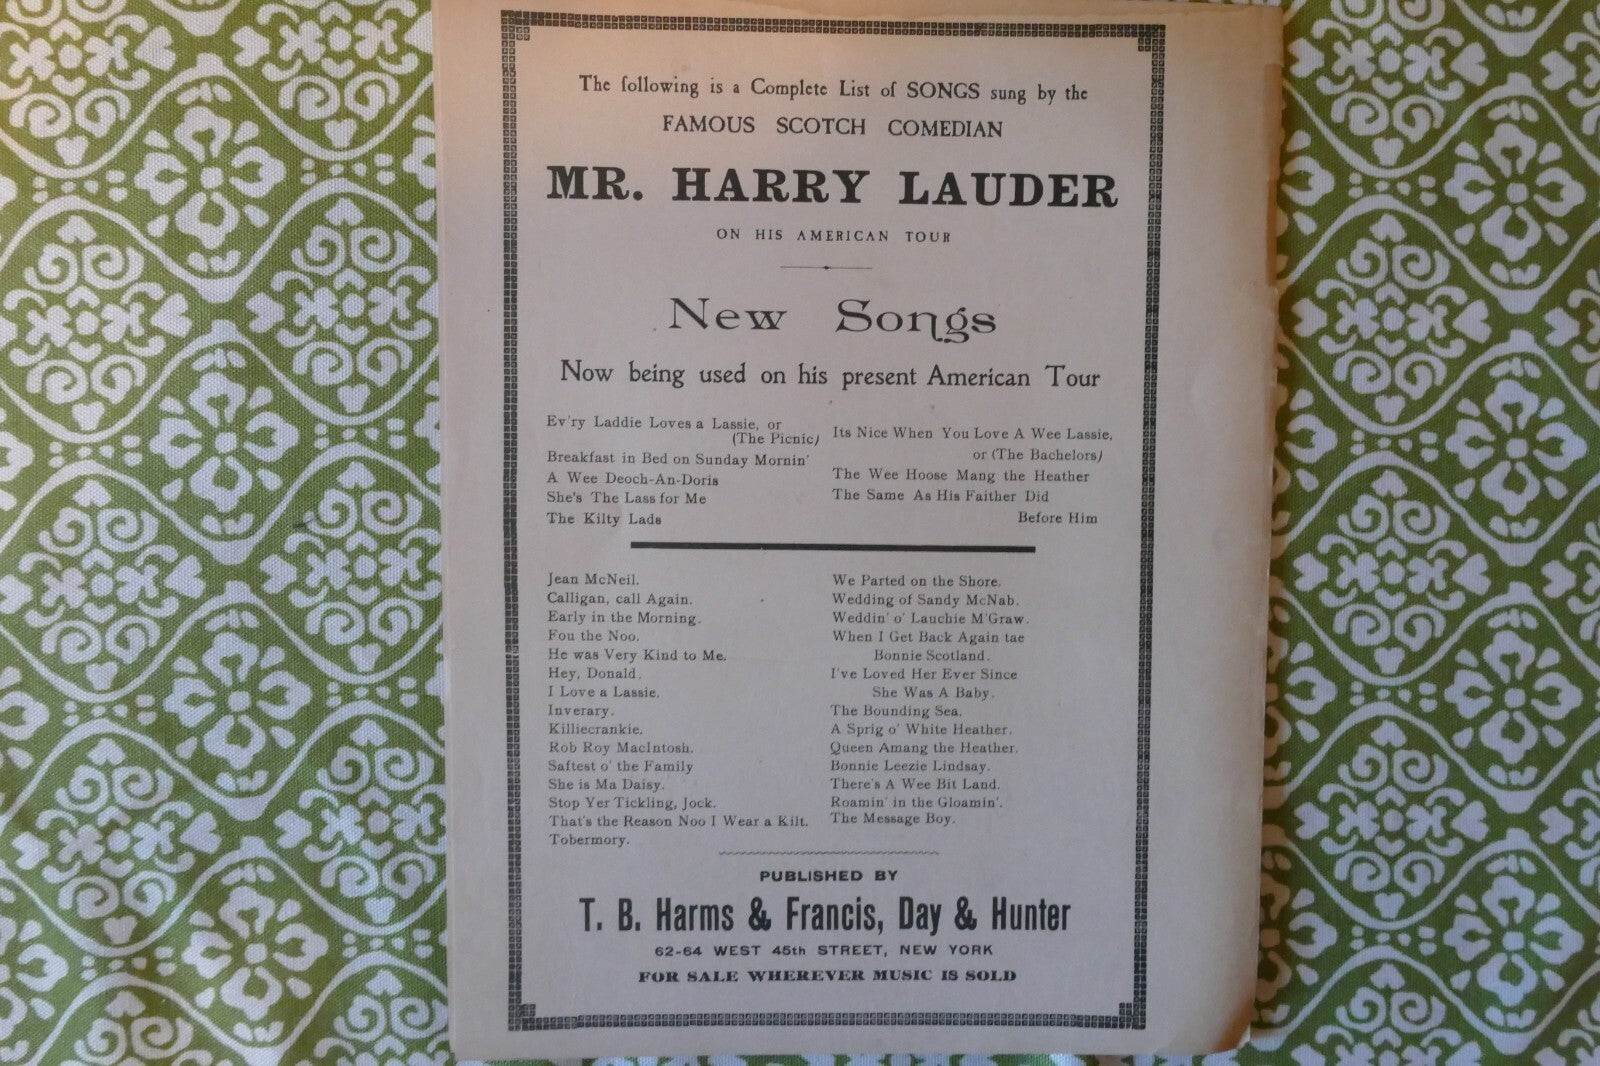 The following is a Complete List of SONGS sung by the
FAMOUS SCOTCH COMEDIAN
MR. HARRY LAUDER
ON HIS AMERICAN TOUR
New Songs
Now being used on his present American Tour
Ev'ry Laddie Loves a Lassie, or
(The Picnic)
Breakfast in Bed on Sunday Mornin'
A Wee Deoch-An-Doris
She's The Lass for Me
The Kilty Lads
Its Nice When You Love A Wee Lassie,
or (The Bachelors)
The Wee Hoose Mang the Heather
The Same As His Faither Did
Before Him
Jean McNeil.
Calligan, call Again.
Early in the Morning.
Fou the Noo.
He was Very Kind to Me.
Hey, Donald.
I Love a Lassie.
Inverary.
Killiecrankie.
Rob Roy MacIntosh.
Saftest o' the Family
She is Ma Daisy.
Stop Yer Tickling, Jock.
That's the Reason Noo I Wear a Kilt.
Tobermory.
We Parted on the Shore.
Wedding of Sandy McNab.
Weddin' o' Lauchie M'Graw.
When I Get Back Again tae
Bonnie Scotland.
I've Loved Her Ever Since
She Was A Baby.
The Bounding Sea.
A Sprig o' White Heather.
Queen Amang the Heather.
Bonnie Leezie Lindsay.
There's A Wee Bit Land.
Roamin' in the Gloamin'.
The Message Boy.
PUBLISHED BY
T. B. Harms & Francis, Day & Hunter
62-64 WEST 45th STREET, NEW YORK
FOR SALE WHEREVER MUSIC IS SOLD